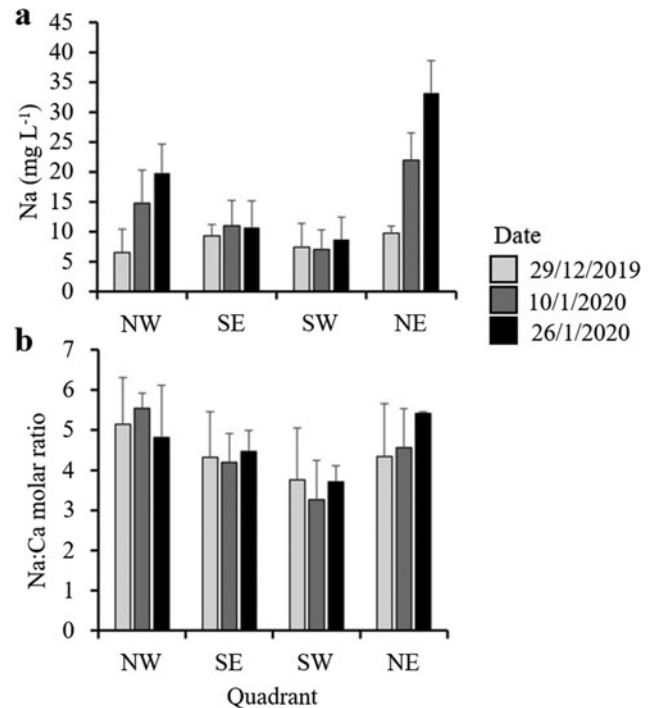 a
45
40
35
30
25
20
15
10
5
0
Na (mg L⁻¹)
NW SE SW NE
Date
29/12/2019
10/1/2020
26/1/2020
b
7
6
5
4
3
2
1
0
Na:Ca molar ratio
NW SE SW NE
Quadrant